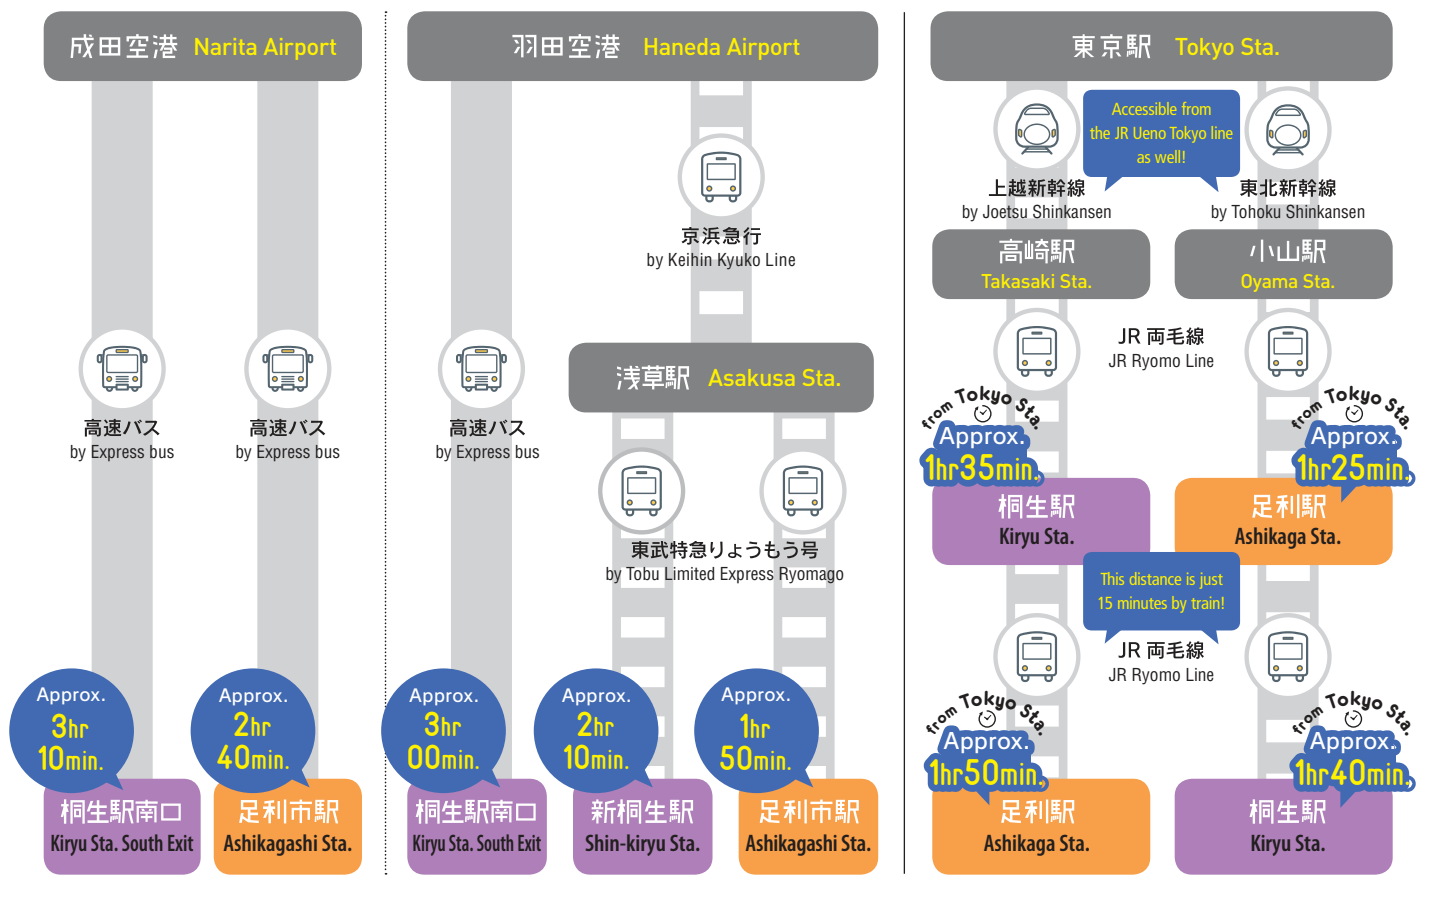 成田空港 Narita Airport
高速バス
by Express bus
高速バス
by Express bus
Approx.
3hr
10min.
桐生駅南口
Kiryu Sta. South Exit
Approx.
2hr
40min.
足利市駅
Ashikagashi Sta.
羽田空港 Haneda Airport
京浜急行
by Keihin Kyuko Line
浅草駅 Asakusa Sta.
高速バス
by Express bus
東武特急りょうもう号
by Tobu Limited Express Ryomago
Approx.
3hr
00min.
桐生駅南口
Kiryu Sta. South Exit
Approx.
2hr
10min.
新桐生駅
Shin-kiryu Sta.
Approx.
1hr
50min.
足利市駅
Ashikagashi Sta.
東京駅 Tokyo Sta.
Accessible from
the JR Ueno Tokyo line
as well!
上越新幹線
by Joetsu Shinkansen
東北新幹線
by Tohoku Shinkansen
高崎駅
Takasaki Sta.
小山駅
Oyama Sta.
JR 両毛線
JR Ryomo Line
from Tokyo Sta.
Approx.
1hr35min.
桐生駅
Kiryu Sta.
from Tokyo Sta.
Approx.
1hr25min.
足利駅
Ashikaga Sta.
This distance is just
15 minutes by train!
JR 両毛線
JR Ryomo Line
from Tokyo Sta.
Approx.
1hr50min.
足利駅
Ashikaga Sta.
from Tokyo Sta.
Approx.
1hr40min.
桐生駅
Kiryu Sta.